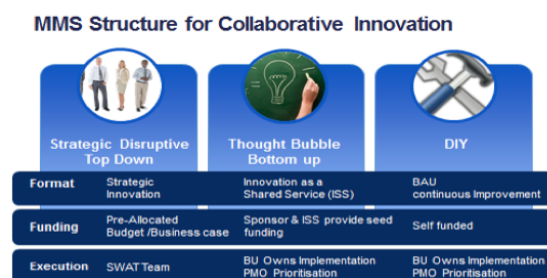 MMS Structure for Collaborative Innovation
Strategic Disruptive
Top Down
Thought Bubble
Bottom up
DIY
Format
Strategic
Innovation
Innovation as a
Shared Service (ISS)
BAU
continuous Improvement
Funding
Pre-Allocated
Budget /Business case
Sponsor & ISS provide seed
funding
Self funded
Execution
SWAT Team
BU Owns Implementation
PMO Prioritisation
BU Owns Implementation
PMO Prioritisation